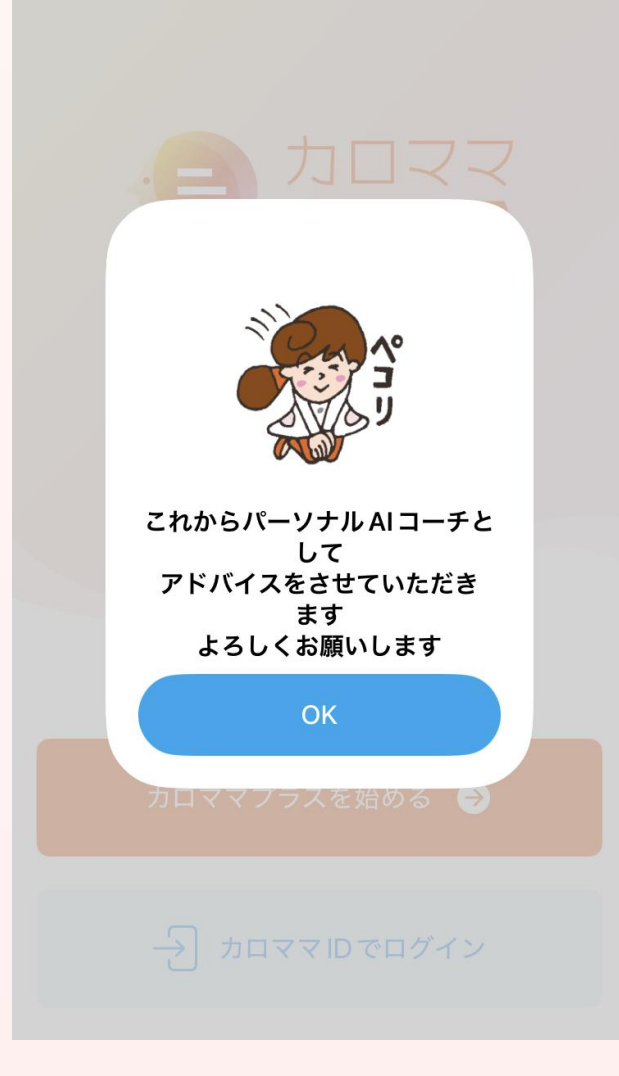 カロママ
ペコリ
これからパーソナルAIコーチと
して
アドバイスをさせていただき
ます
よろしくお願いします
OK
カロママプラスを始める
カロママIDでログイン